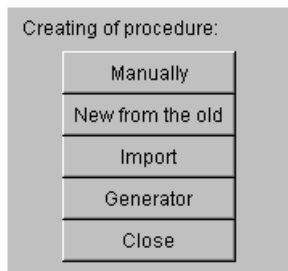 Creating of procedure:
Manually
New from the old
Import
Generator
Close